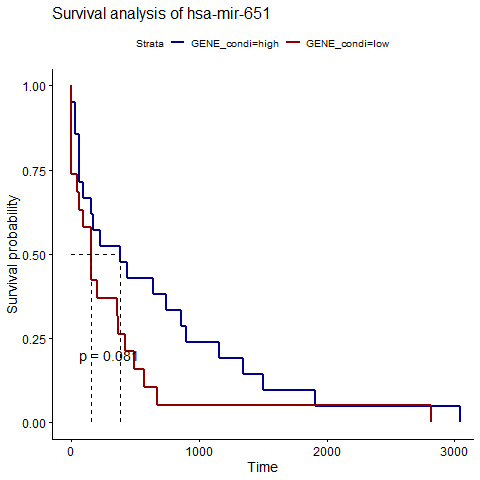 Survival analysis of hsa-mir-651
Strata GENE_condi=high GENE_condi=low
1.00
0.75
0.50
0.25
0.00
Survival probability
p = 0.081
0 1000 2000 3000
Time